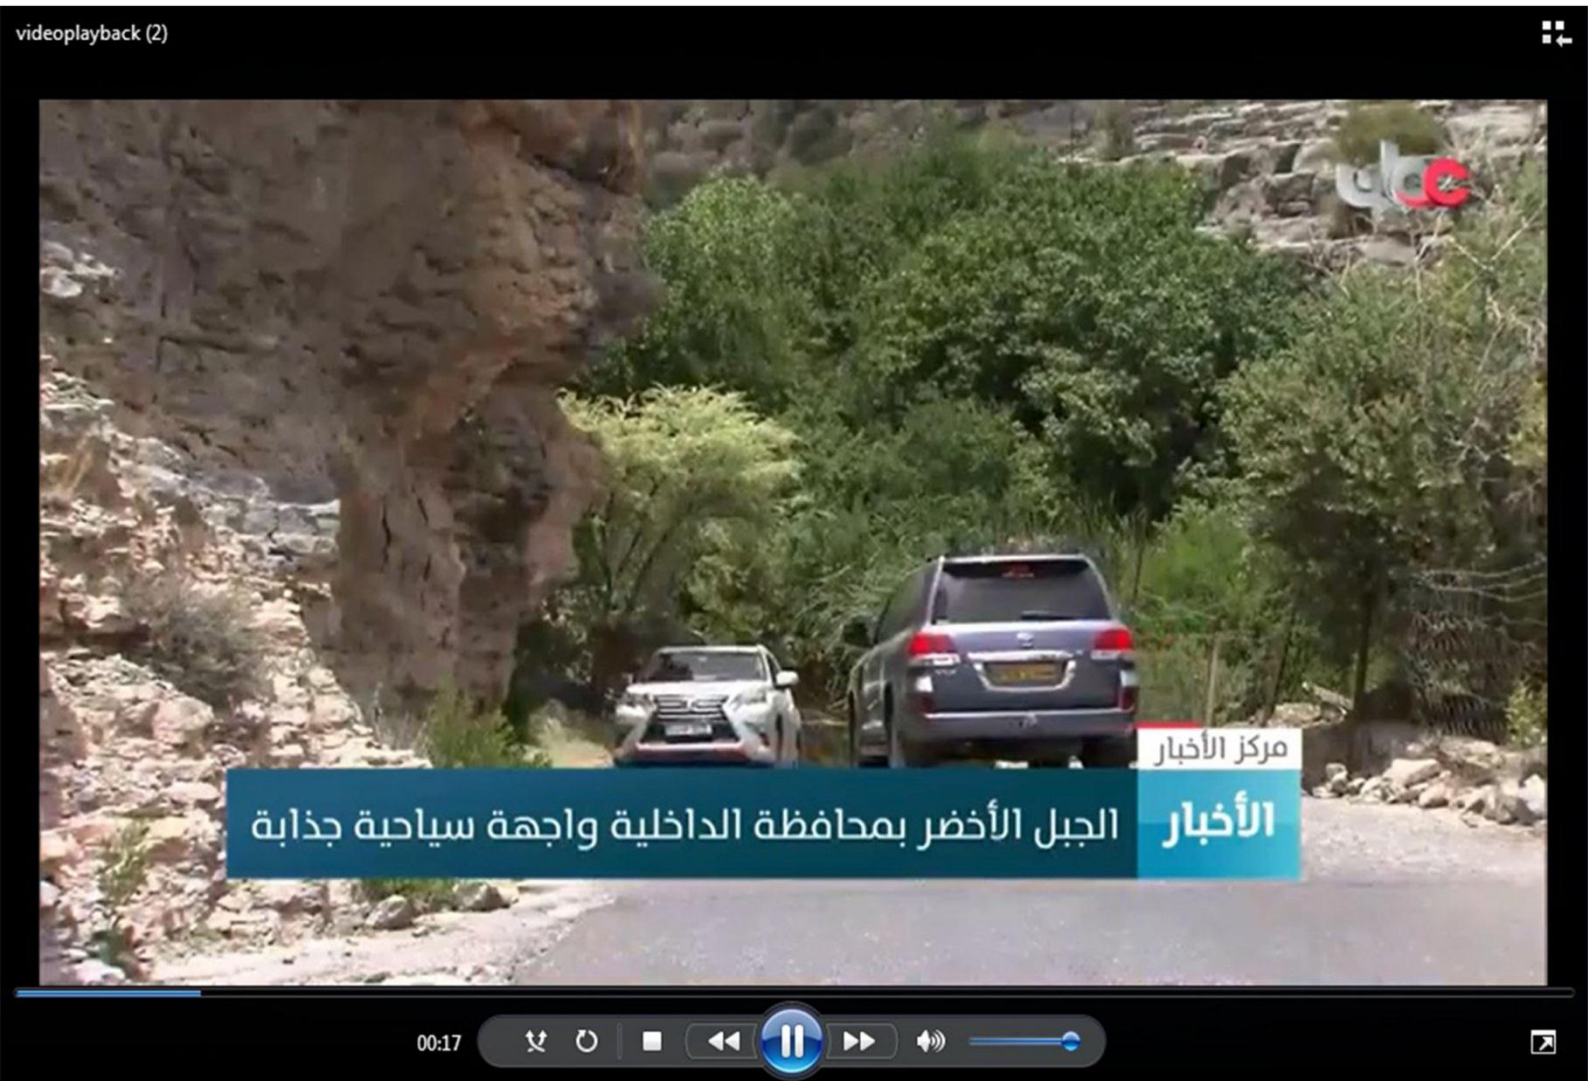 videoplayback (2)
مركز الأخبار
الأخبار
الجبل الأخضر بمحافظة الداخلية واجهة سياحية جذابة
00:17